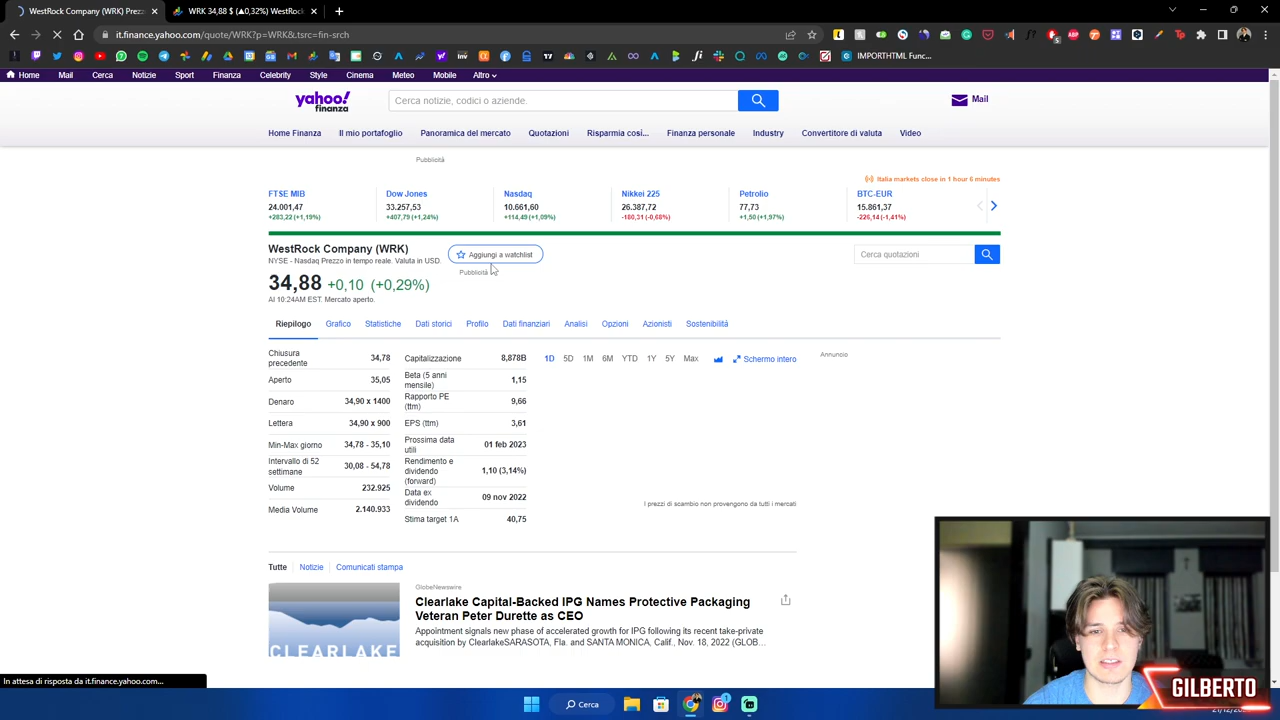 WestRock Company (WRK) Prezzo
WRK 34,88 $ (▲0,32%)
it.finance.yahoo.com/quote/WRK?p=WRK
IMPORTHTML Func...
Home Mail Cerca Notizie Sport Finanza Celebrity Style Cinema Meteo Mobile Altro
yahoo!
finanza
Cerca notizie, codici o aziende.
Mail
Home Finanza Il mio portafoglio Panoramica del mercato Quotazioni Risparmia così... Finanza personale Industry Convertitore di valuta Video
Pubblicità
Italia markets close in 1 hour 6 minutes
FTSE MIB Dow Jones Nasdaq Nikkei 225 Petrolio BTC-EUR
24.001,47 33.257,53 10.661,60 26.387,72 77,73 15.861,37
+283,22 (+1,19%) +407,79 (+1,24%) +114,49 (+1,09%) -180,31 (-0,68%) +1,50 (+1,97%) -226,14 (-1,41%)
WestRock Company (WRK)
NYSE - Nasdaq Prezzo in tempo reale. Valuta in USD.
Aggiungi a watchlist
Pubblicità
Cerca quotazioni
34,88 +0,10 (+0,29%)
Al 10:24AM EST. Mercato aperto.
Riepilogo Grafico Statistiche Dati storici Profilo Dati finanziari Analisi Opzioni Azionisti Sostenibilità
Chiusura
precedente 34,78
Aperto 35,05
Denaro 34,90 x 1400
Lettera 34,90 x 900
Min-Max giorno 34,78 - 35,10
Intervallo di 52
settimane 30,08 - 54,78
Volume 232.925
Media Volume 2.140.933
Capitalizzazione 8,878B
Beta (5 anni
mensile) 1,15
Rapporto PE
(ttm) 9,66
EPS (ttm) 3,61
Prossima data
utili 01 feb 2023
Rendimento e
dividendo
(forward) 1,10 (3,14%)
Data ex
dividendo 09 nov 2022
Stima target 1A 40,75
1D 5D 1M 6M YTD 1Y 5Y Max Schermo intero
I prezzi di scambio non provengono da tutti i mercati
Annuncio
Tutte Notizie Comunicati stampa
GlobeNewswire
Clearlake Capital-Backed IPG Names Protective Packaging
Veteran Peter Durette as CEO
Appointment signals new phase of accelerated growth for IPG following its recent take-private
acquisition by ClearlakeSARASOTA, Fla. and SANTA MONICA, Calif., Nov. 18, 2022 (GLOB...
CLEARLAKE
In attesa di risposta da it.finance.yahoo.com...
Cerca
GILBERTO